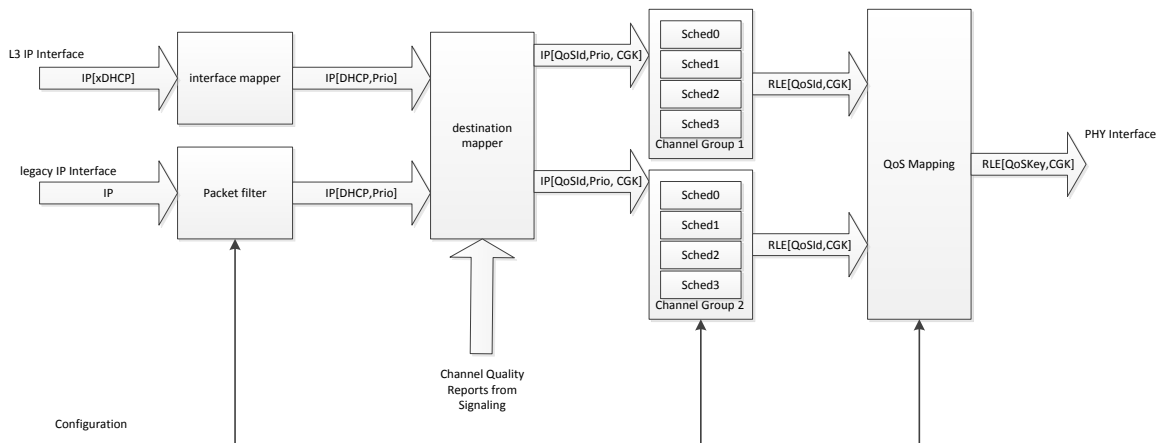 L3 IP Interface
IP[xDHCP]
interface mapper
IP[DHCP,Prio]
legacy IP Interface
IP
Packet filter
IP[DHCP,Prio]
destination
mapper
Channel Quality
Reports from
Signaling
IP[QoSId,Prio, CGK]
IP[QoSId,Prio, CGK]
Sched0
Sched1
Sched2
Sched3
Channel Group 1
Sched0
Sched1
Sched2
Sched3
Channel Group 2
RLE[QoSId,CGK]
RLE[QoSId,CGK]
QoS Mapping
PHY Interface
RLE[QoSKey,CGK]
Configuration